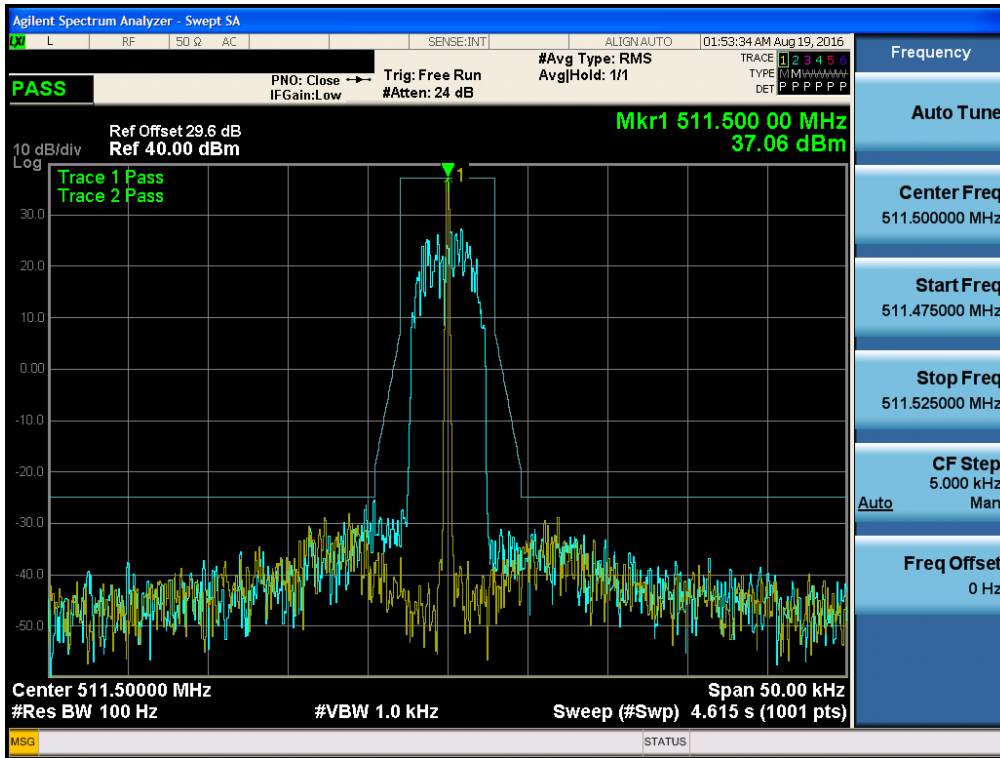 Agilent Spectrum Analyzer - Swept SA
LXI L RF 50 Ω AC SENSE:INT ALIGN AUTO 01:53:34 AM Aug 19, 2016
PASS
PNO: Close
IFGain:Low
Trig: Free Run
#Atten: 24 dB
#Avg Type: RMS
Avg|Hold: 1/1
TRACE 1 2 3 4 5 6
TYPE M M W W W W
DET P P P P P P
Ref Offset 29.6 dB
Ref 40.00 dBm
10 dB/div
Log
Mkr1 511.500 00 MHz
37.06 dBm
Trace 1 Pass
Trace 2 Pass
1
30.0
20.0
10.0
0.00
-10.0
-20.0
-30.0
-40.0
-50.0
Center 511.50000 MHz
Span 50.00 kHz
#Res BW 100 Hz
#VBW 1.0 kHz
Sweep (#Swp) 4.615 s (1001 pts)
MSG
STATUS
Frequency
Auto Tune
Center Freq
511.500000 MHz
Start Freq
511.475000 MHz
Stop Freq
511.525000 MHz
CF Step
5.000 kHz
Auto Man
Freq Offset
0 Hz